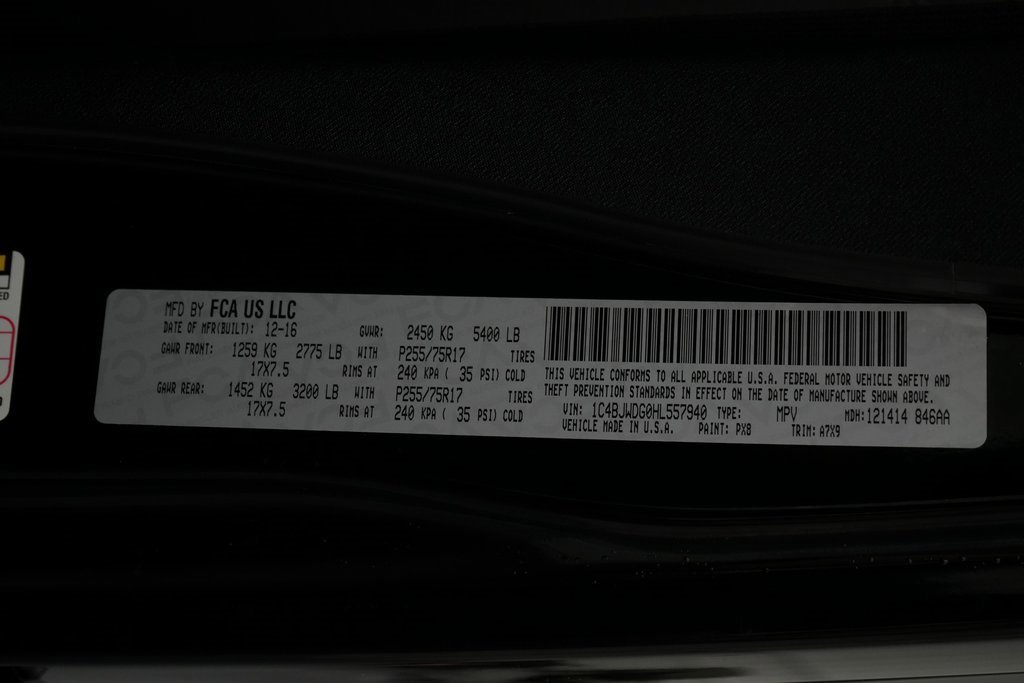 MFD BY FCA US LLC
DATE OF MFR(BUILT): 12-16 GVWR: 2450 KG 5400 LB
GAWR FRONT: 1259 KG 2775 LB WITH P255/75R17 TIRES
17X7.5 RIMS AT 240 KPA ( 35 PSI) COLD
GAWR REAR: 1452 KG 3200 LB WITH P255/75R17 TIRES
17X7.5 RIMS AT 240 KPA ( 35 PSI) COLD
THIS VEHICLE CONFORMS TO ALL APPLICABLE U.S.A. FEDERAL MOTOR VEHICLE SAFETY AND
THEFT PREVENTION STANDARDS IN EFFECT ON THE DATE OF MANUFACTURE SHOWN ABOVE.
VIN: 1C4BJWDG0HL557940 TYPE: MPV MDH: 121414 846AA
VEHICLE MADE IN U.S.A. PAINT: PX8 TRIM: A7X9